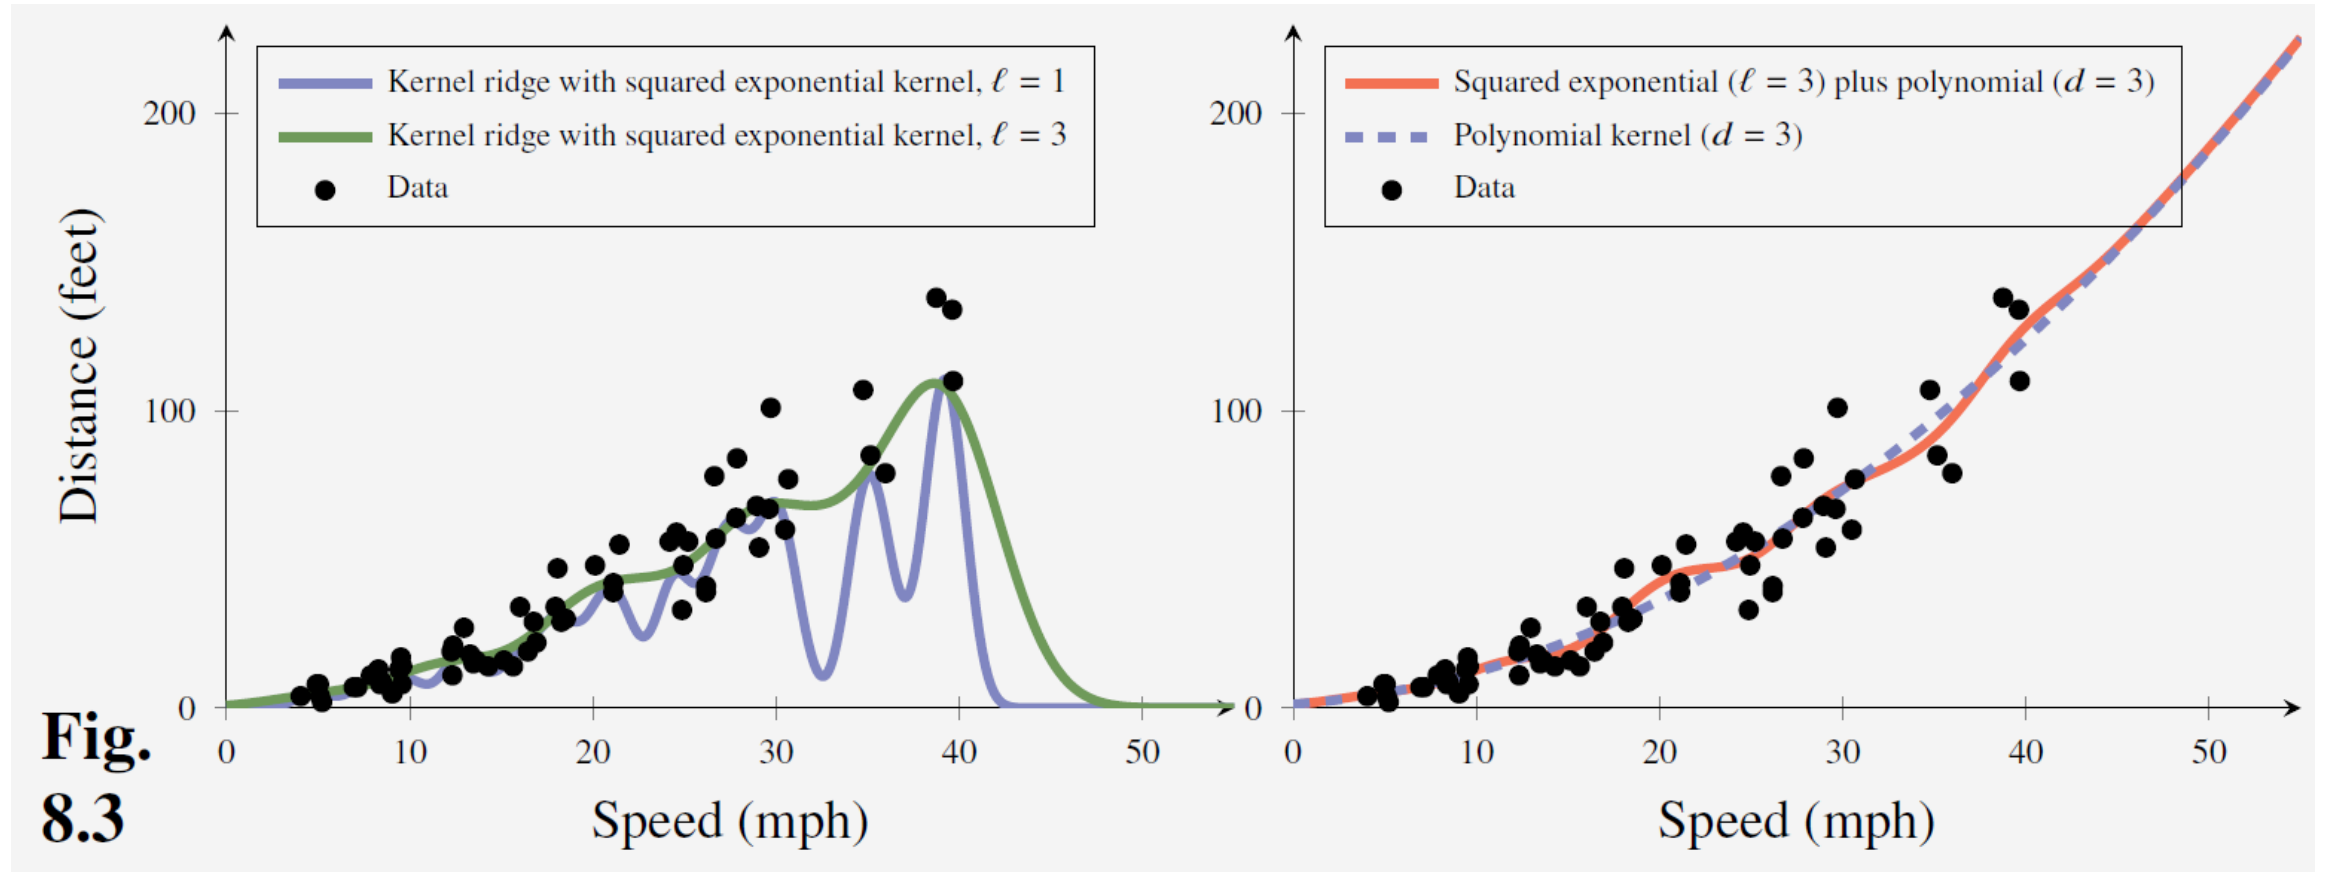 Kernel ridge with squared exponential kernel, ℓ = 1
Kernel ridge with squared exponential kernel, ℓ = 3
Data
200
100
0
Distance (feet)
0 10 20 30 40 50
Speed (mph)
Squared exponential (ℓ = 3) plus polynomial (d = 3)
Polynomial kernel (d = 3)
Data
200
100
0
0 10 20 30 40 50
Speed (mph)
Fig.
8.3